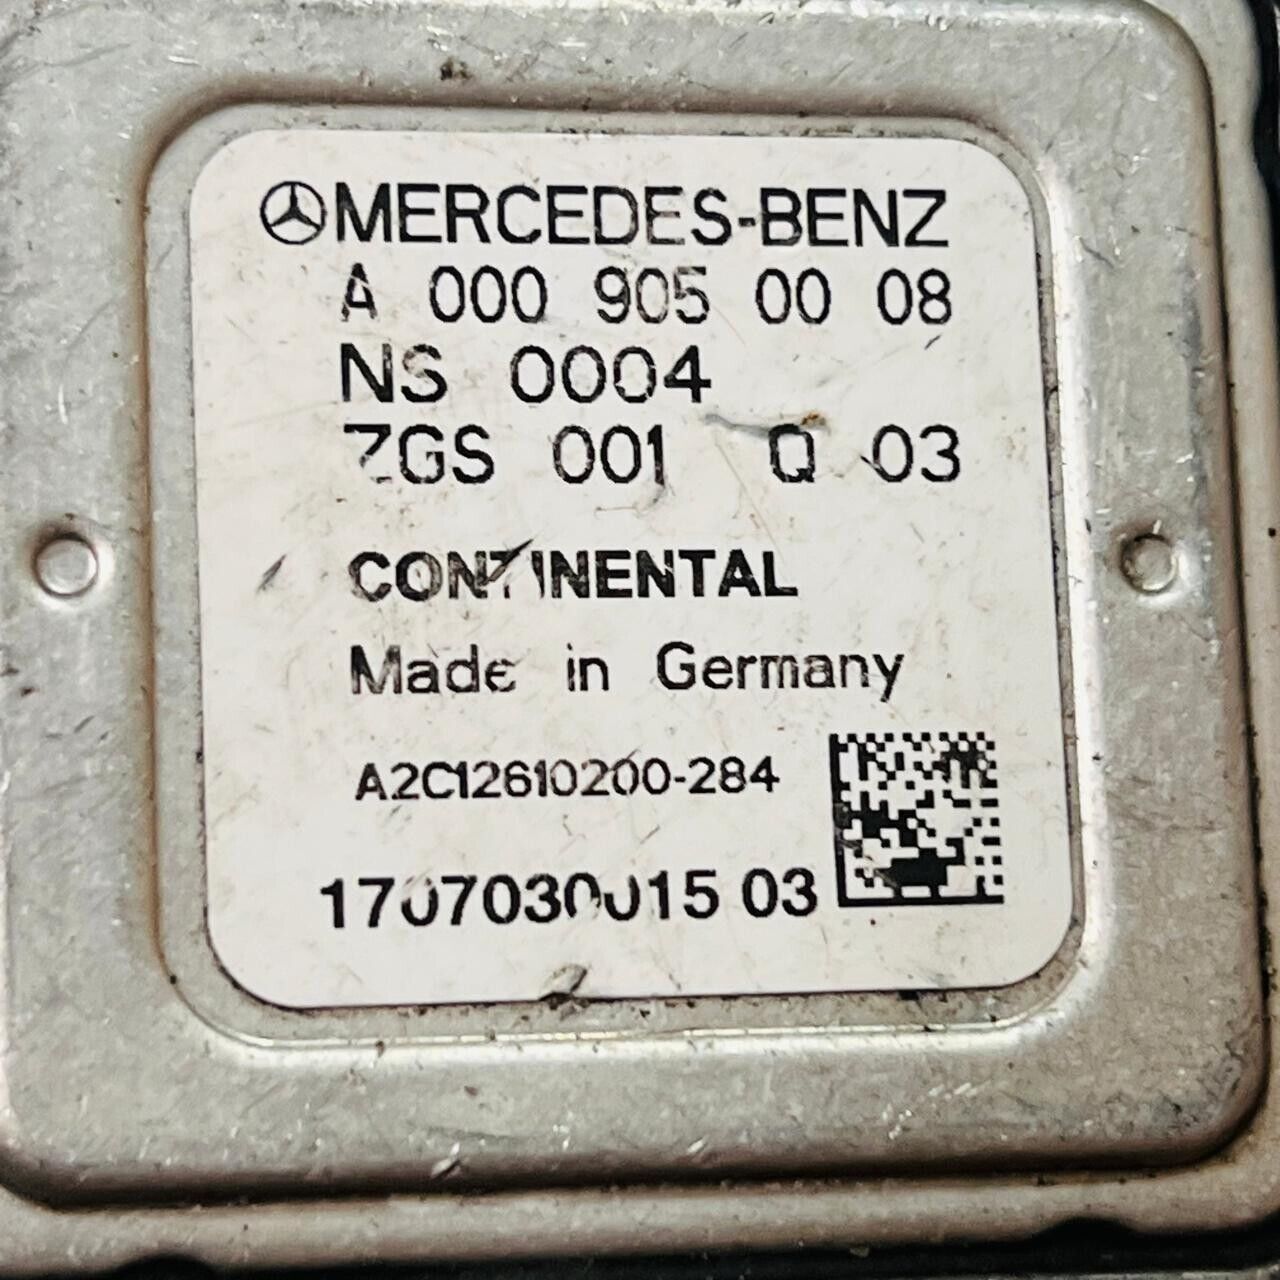 MERCEDES-BENZ
A 000 905 00 08
NS 0004
ZGS 001 Q 03
CONTINENTAL
Made in Germany
A2C12610200-284
1707030015 03